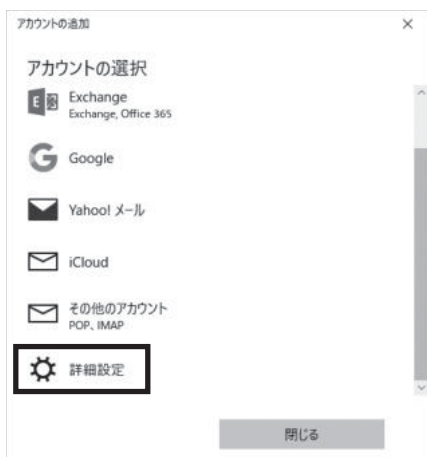 アカウントの追加
アカウントの選択
Exchange
Exchange, Office 365
Google
Yahoo! メール
iCloud
その他のアカウント
POP、IMAP
詳細設定
閉じる